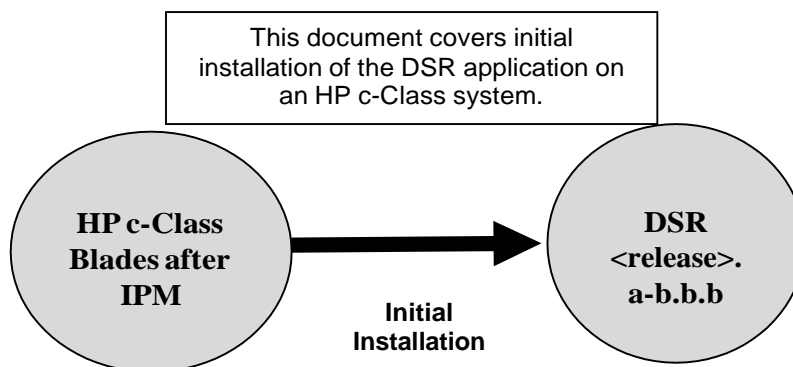 This document covers initial
installation of the DSR application on
an HP c-Class system.
HP c-Class
Blades after
IPM
DSR
<release>.
a-b.b.b
Initial
Installation